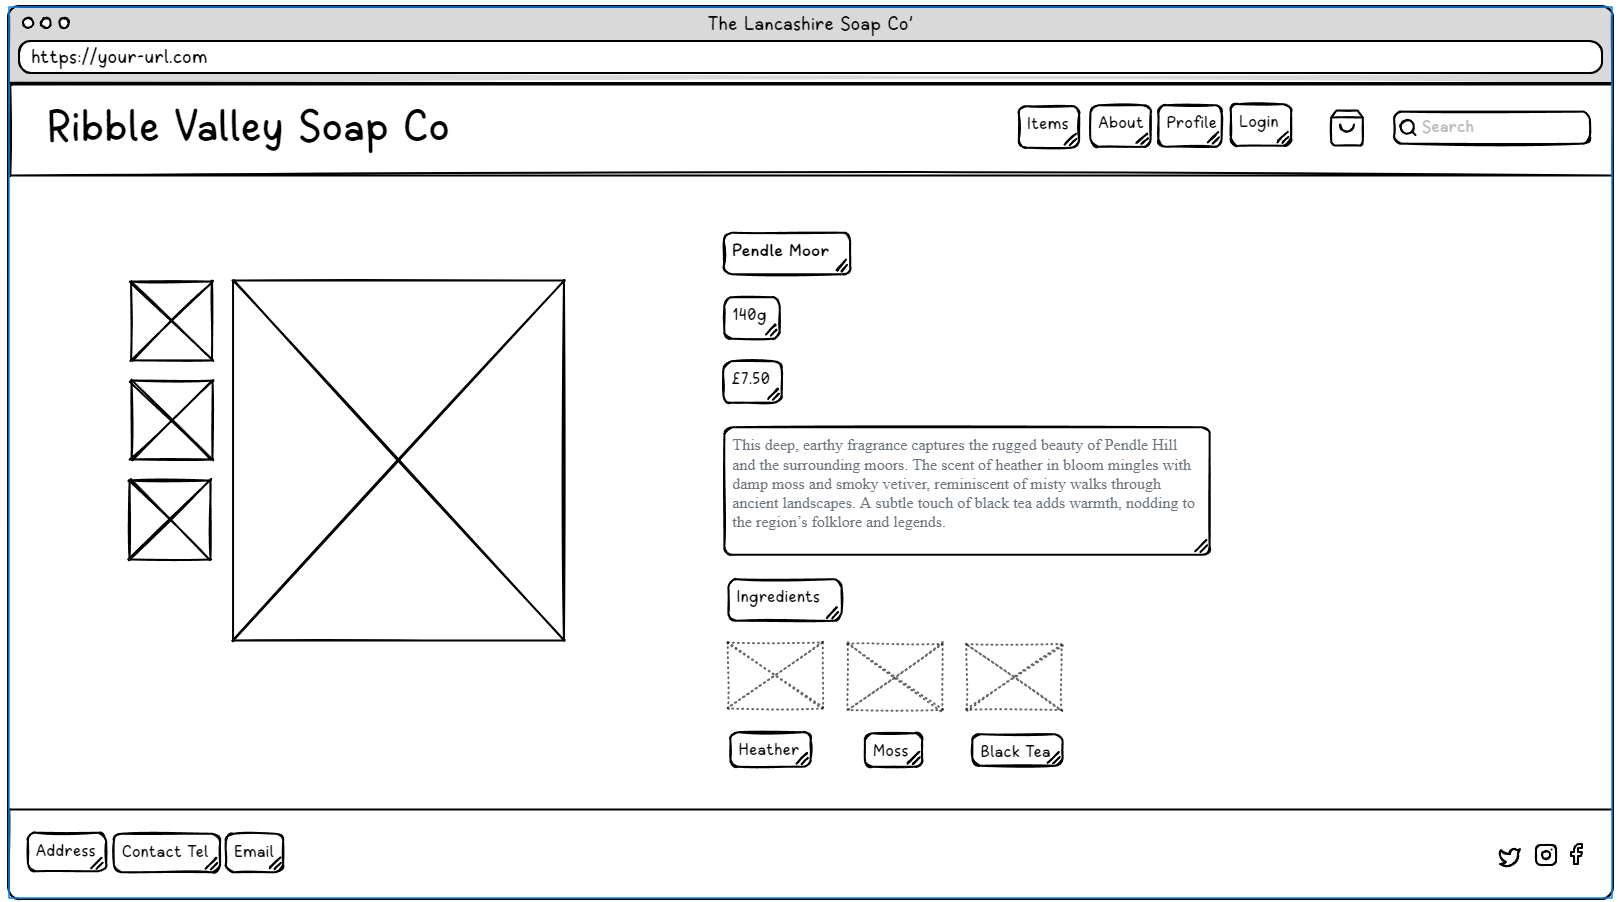 The Lancashire Soap Co'
https://your-url.com
Ribble Valley Soap Co
Items
About
Profile
Login
Search
Pendle Moor
140g
£7.50
This deep, earthy fragrance captures the rugged beauty of Pendle Hill
and the surrounding moors. The scent of heather in bloom mingles with
damp moss and smoky vetiver, reminiscent of misty walks through
ancient landscapes. A subtle touch of black tea adds warmth, nodding to
the region’s folklore and legends.
Ingredients
Heather
Moss
Black Tea
Address
Contact Tel
Email